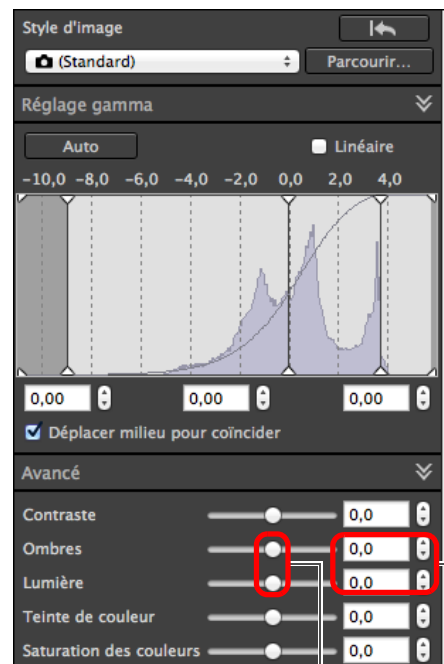 Style d'image
(Standard) Parcourir...
Réglage gamma
Auto Linéaire
-10,0 -8,0 -6,0 -4,0 -2,0 0,0 2,0 4,0
0,00 0,00 0,00
Déplacer milieu pour coïncider
Avancé
Contraste 0,0
Ombres 0,0
Lumière 0,0
Teinte de couleur 0,0
Saturation des couleurs 0,0